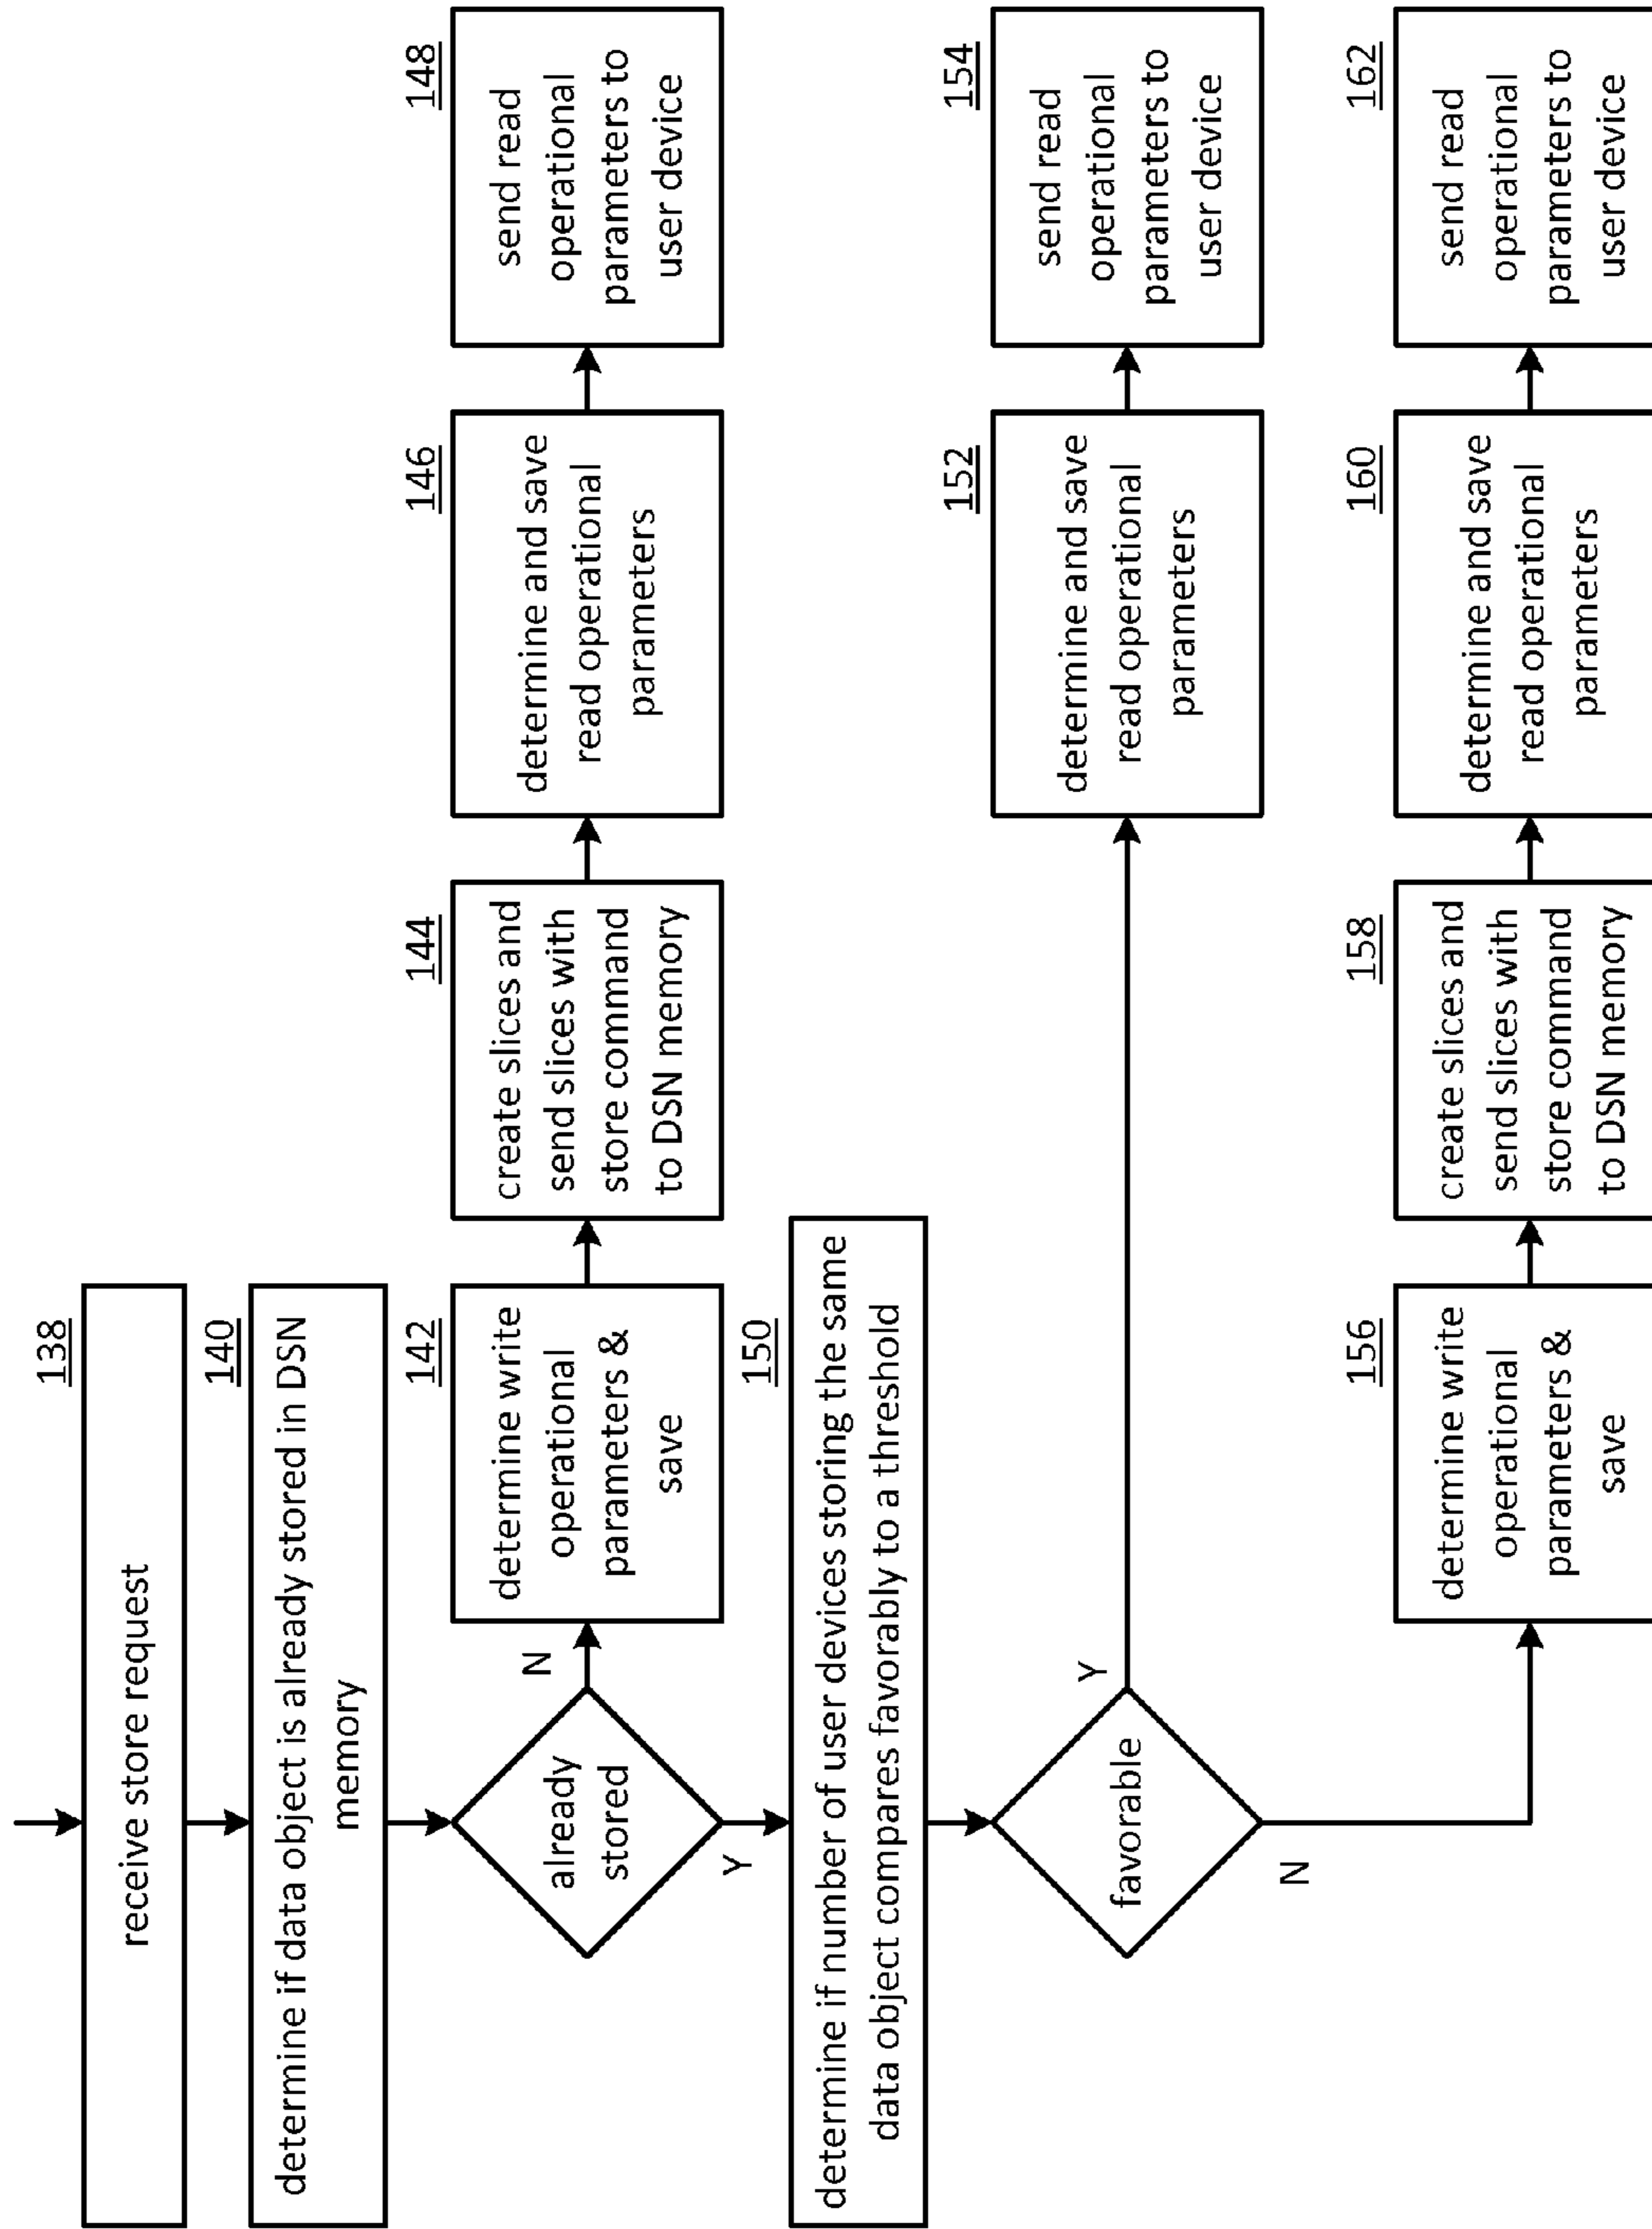 138
receive store request
140
determine if data object is already stored in DSN
memory
already
stored
N
Y
142
determine write
operational
parameters &
save
144
create slices and
send slices with
store command
to DSN memory
146
determine and save
read operational
parameters
148
send read
operational
parameters to
user device
150
determine if number of user devices storing the same
data object compares favorably to a threshold
favorable
Y
N
152
determine and save
read operational
parameters
154
send read
operational
parameters to
user device
156
determine write
operational
parameters &
save
158
create slices and
send slices with
store command
to DSN memory
160
determine and save
read operational
parameters
162
send read
operational
parameters to
user device